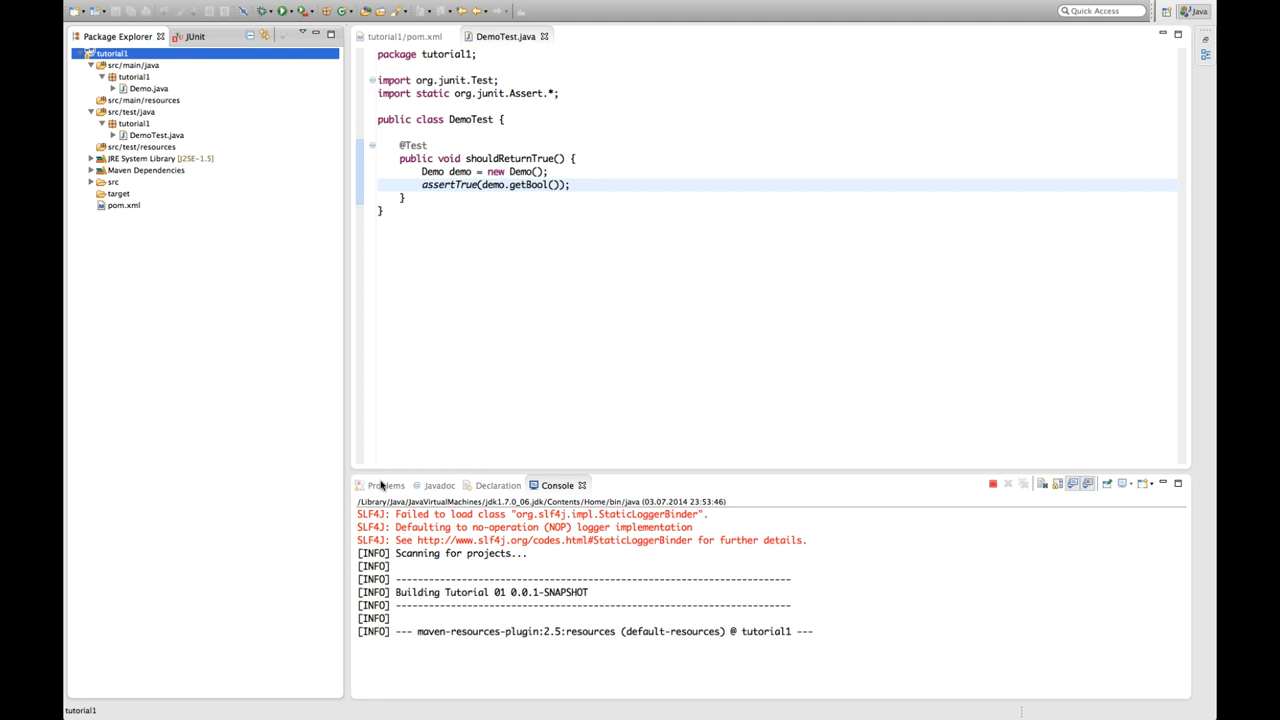 Quick Access
Java
Package Explorer
JUnit
tutorial1
src/main/java
tutorial1
Demo.java
src/main/resources
src/test/java
tutorial1
DemoTest.java
src/test/resources
JRE System Library [J2SE-1.5]
Maven Dependencies
src
target
pom.xml
tutorial1/pom.xml
DemoTest.java
package tutorial1;
import org.junit.Test;
import static org.junit.Assert.*;
public class DemoTest {
@Test
public void shouldReturnTrue() {
Demo demo = new Demo();
assertTrue(demo.getBool());
}
}
Problems
Javadoc
Declaration
Console
/Library/Java/JavaVirtualMachines/jdk1.7.0_06.jdk/Contents/Home/bin/java (03.07.2014 23:53:46)
SLF4J: Failed to load class "org.slf4j.impl.StaticLoggerBinder".
SLF4J: Defaulting to no-operation (NOP) logger implementation
SLF4J: See http://www.slf4j.org/codes.html#StaticLoggerBinder for further details.
[INFO] Scanning for projects...
[INFO]
[INFO] ------------------------------------------------------------------------
[INFO] Building Tutorial 01 0.0.1-SNAPSHOT
[INFO] ------------------------------------------------------------------------
[INFO]
[INFO] --- maven-resources-plugin:2.5:resources (default-resources) @ tutorial1 ---
tutorial1